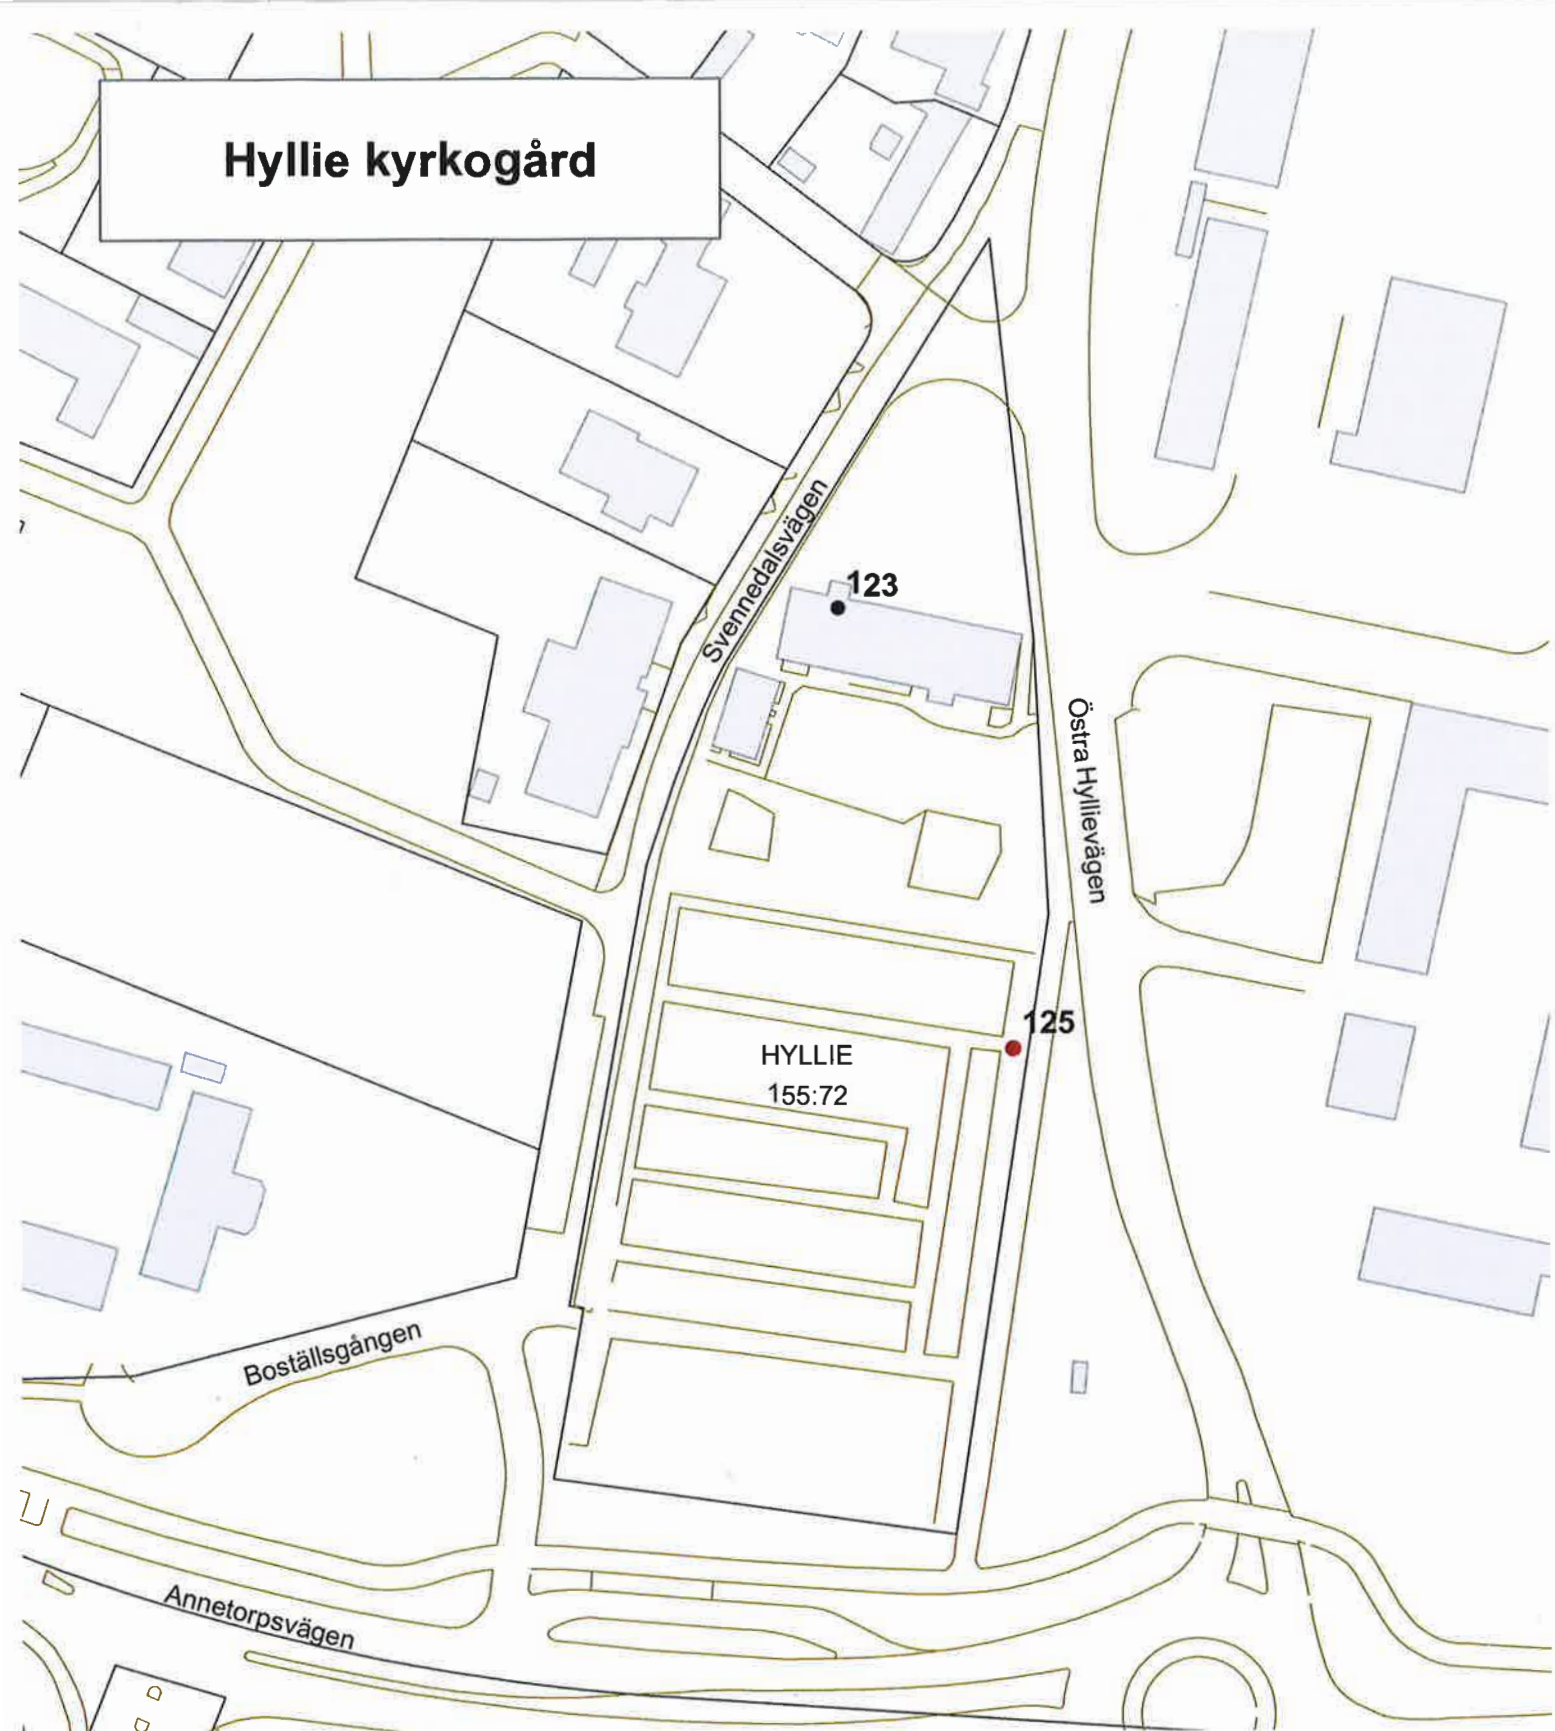 Hyllie kyrkogård
Svennedalsvägen
123
Östra Hyllievägen
125
HYLLIE
155:72
Boställsgången
Annetorpsvägen